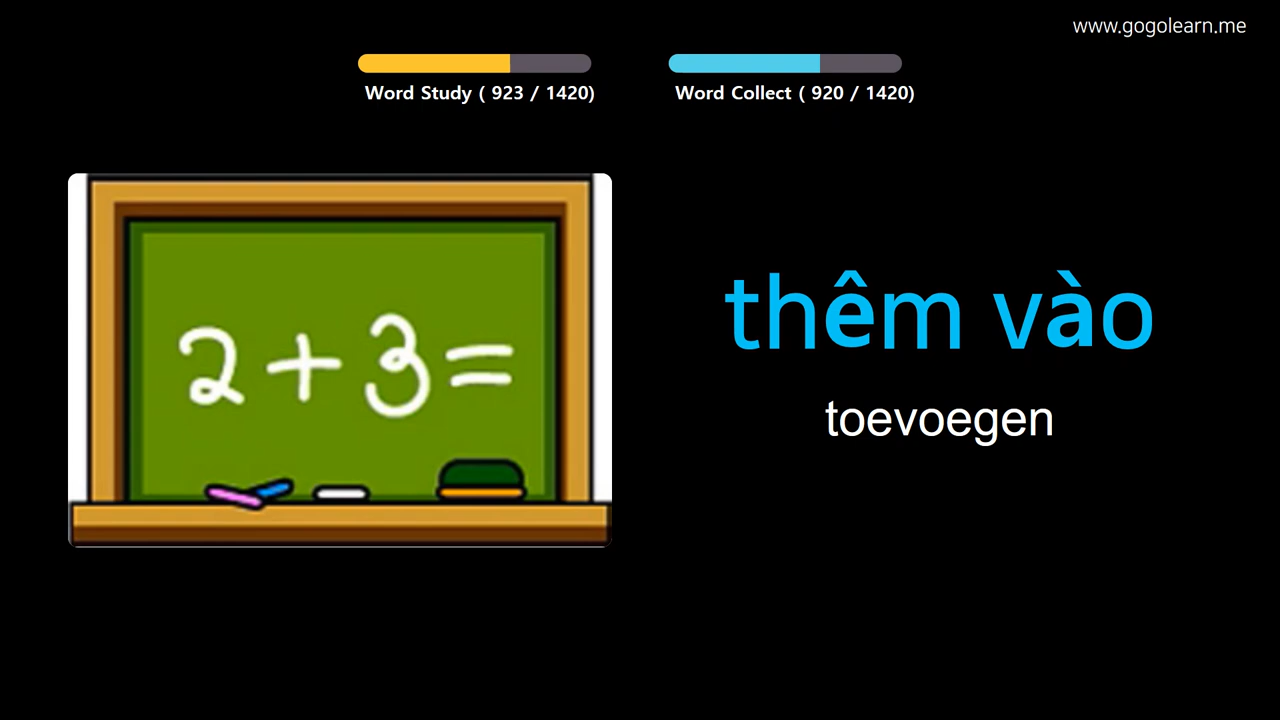 www.gogolearn.me
Word Study ( 923 / 1420)
Word Collect ( 920 / 1420)
2 + 3 =
thêm vào
toevoegen